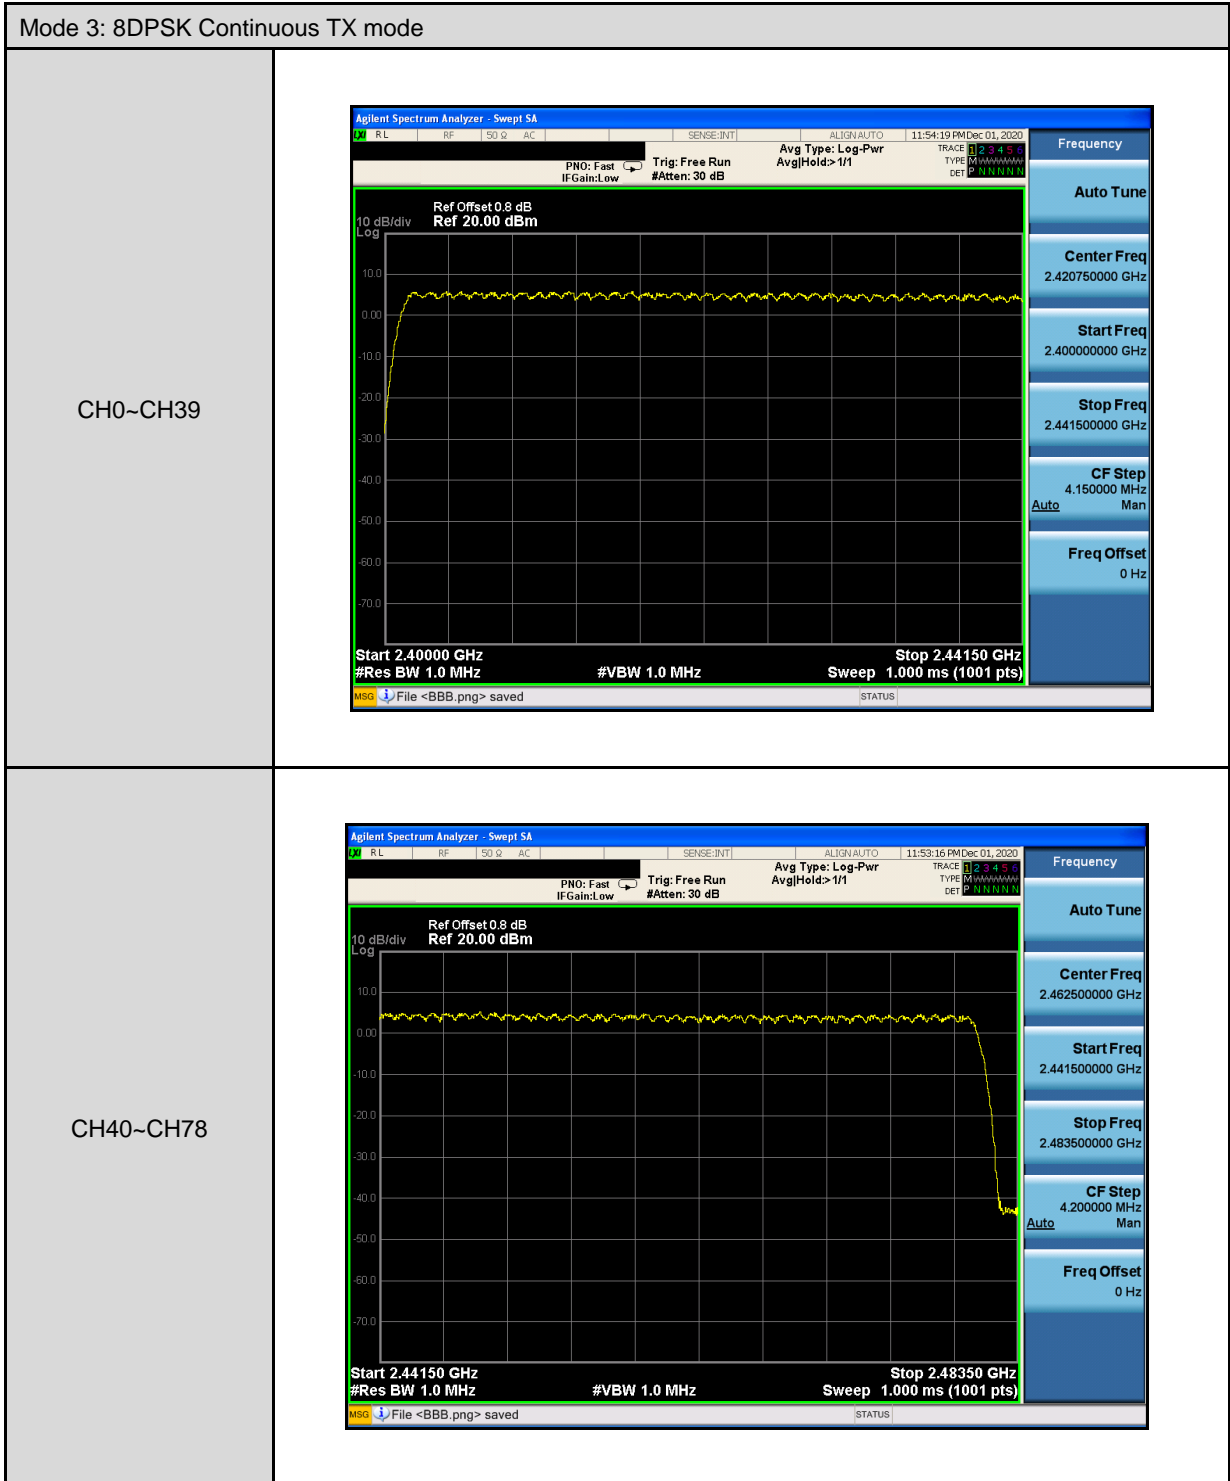 Mode 3: 8DPSK Continuous TX mode
CH0~CH39
Agilent Spectrum Analyzer - Swept SA
LXI RL RF 50 Ω AC SENSE:INT ALIGN AUTO 11:54:19 PM Dec 01, 2020
PNO: Fast
IFGain:Low
Trig: Free Run
#Atten: 30 dB
Avg Type: Log-Pwr
Avg|Hold:>1/1
TRACE 1 2 3 4 5 6
TYPE M
DET P N N N N N
Ref Offset 0.8 dB
10 dB/div Ref 20.00 dBm
Log
10.0
0.00
-10.0
-20.0
-30.0
-40.0
-50.0
-60.0
-70.0
Start 2.40000 GHz Stop 2.44150 GHz
#Res BW 1.0 MHz #VBW 1.0 MHz Sweep 1.000 ms (1001 pts)
MSG File <BBB.png> saved STATUS
Frequency
Auto Tune
Center Freq
2.420750000 GHz
Start Freq
2.400000000 GHz
Stop Freq
2.441500000 GHz
CF Step
4.150000 MHz
Auto Man
Freq Offset
0 Hz
CH40~CH78
Agilent Spectrum Analyzer - Swept SA
LXI RL RF 50 Ω AC SENSE:INT ALIGN AUTO 11:53:16 PM Dec 01, 2020
PNO: Fast
IFGain:Low
Trig: Free Run
#Atten: 30 dB
Avg Type: Log-Pwr
Avg|Hold:>1/1
TRACE 1 2 3 4 5 6
TYPE M
DET P N N N N N
Ref Offset 0.8 dB
10 dB/div Ref 20.00 dBm
Log
10.0
0.00
-10.0
-20.0
-30.0
-40.0
-50.0
-60.0
-70.0
Start 2.44150 GHz Stop 2.48350 GHz
#Res BW 1.0 MHz #VBW 1.0 MHz Sweep 1.000 ms (1001 pts)
MSG File <BBB.png> saved STATUS
Frequency
Auto Tune
Center Freq
2.462500000 GHz
Start Freq
2.441500000 GHz
Stop Freq
2.483500000 GHz
CF Step
4.200000 MHz
Auto Man
Freq Offset
0 Hz